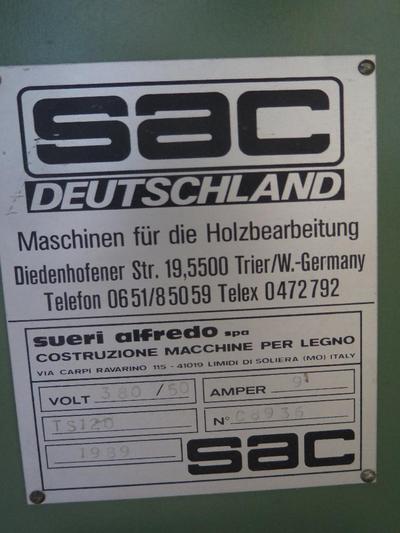 sac
DEUTSCHLAND
Maschinen für die Holzbearbeitung
Diedenhofener Str. 19,5500 Trier/W.-Germany
Telefon 0651/85059 Telex 0472792
sueri alfredo spa
COSTRUZIONE MACCHINE PER LEGNO
VIA CARPI RAVARINO 115 - 41019 LIMIDI DI SOLIERA (MO) ITALY
VOLT 380/50 AMPER 9
TS120 N° C8936
1989 sac